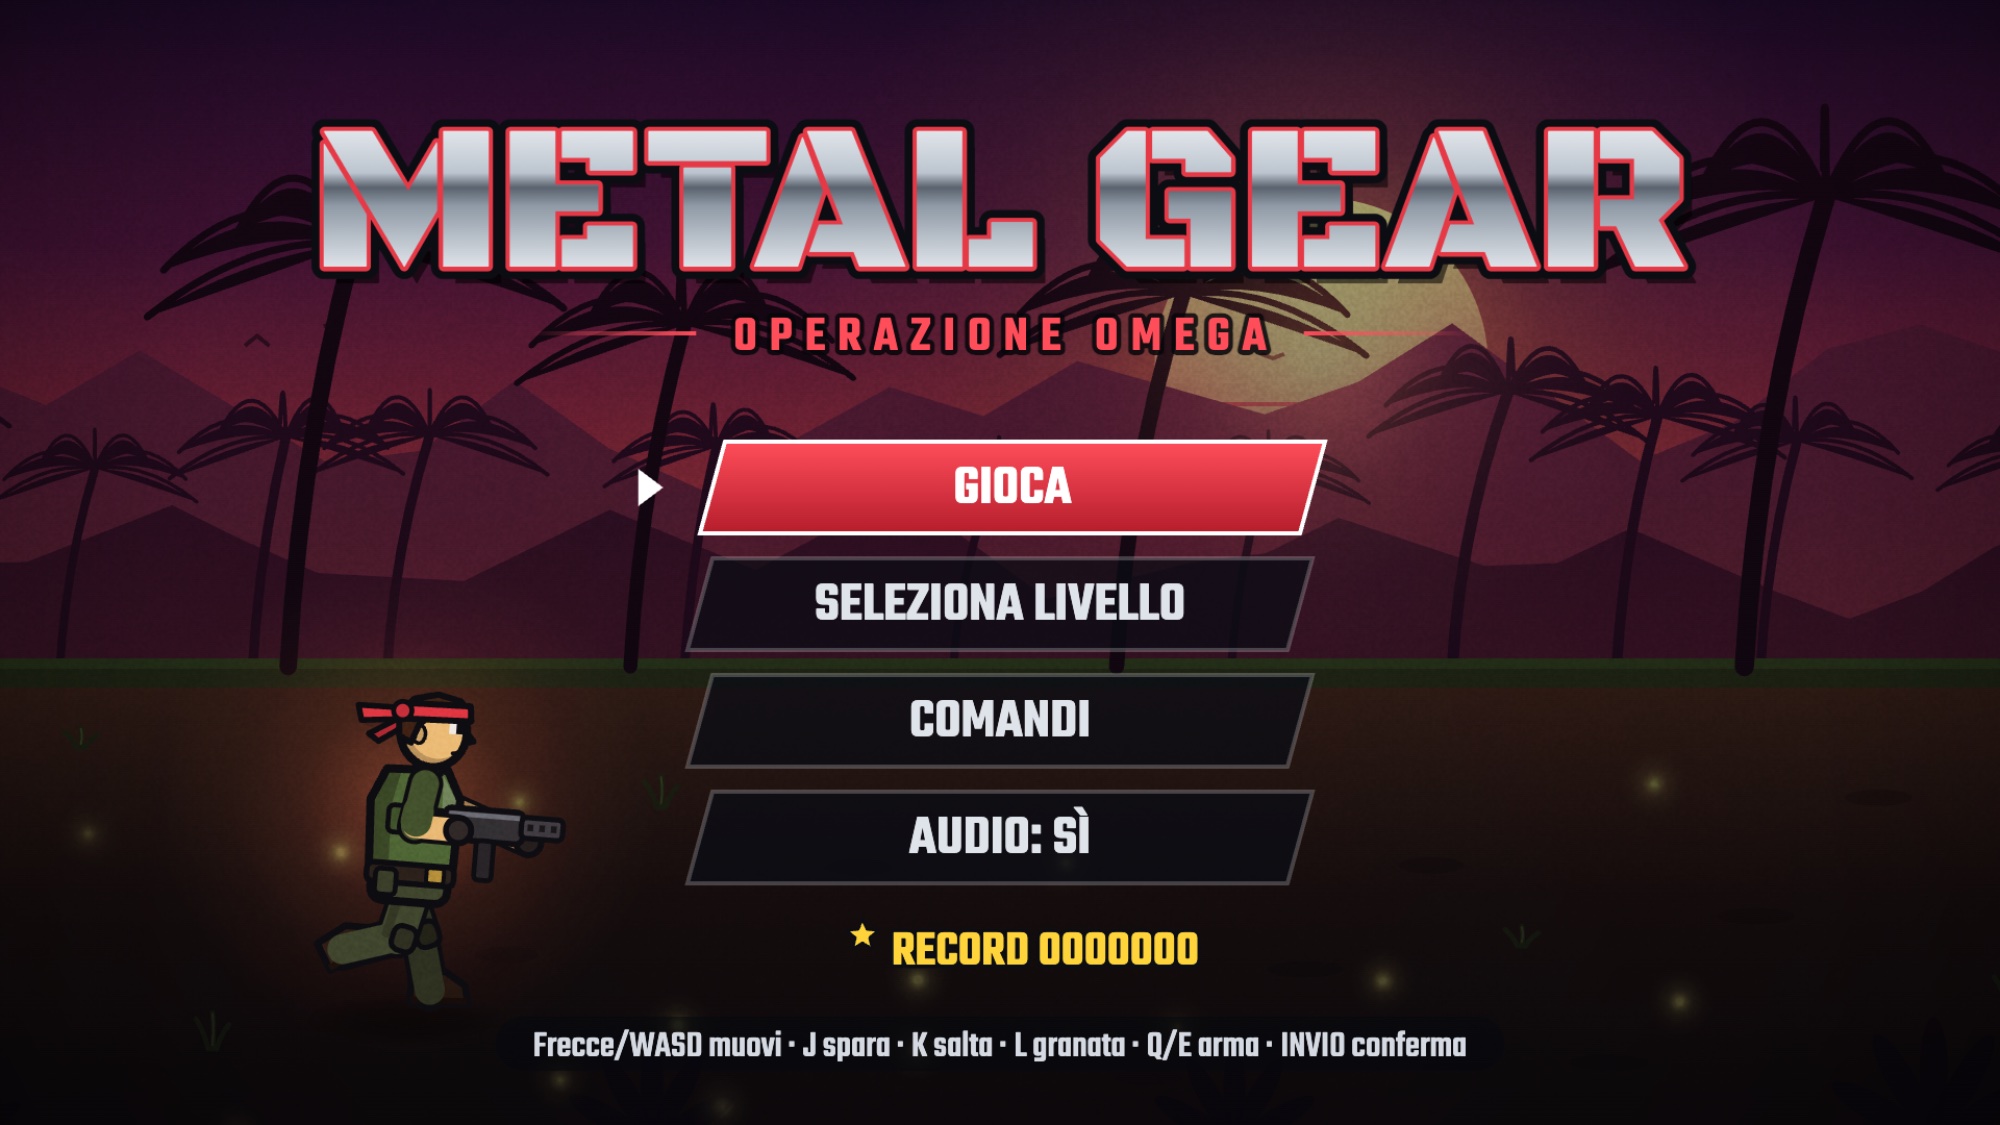 METAL GEAR
OPERAZIONE OMEGA
GIOCA
SELEZIONA LIVELLO
COMANDI
AUDIO: SÌ
RECORD 0000000
Frecce/WASD muovi · J spara · K salta · L granata · Q/E arma · INVIO conferma